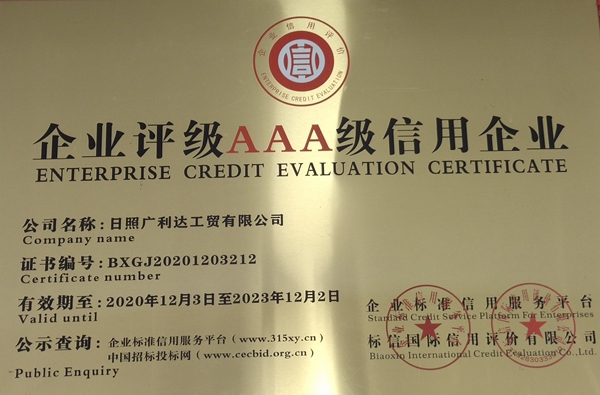 企业信用评价
ENTERPRISE CREDIT EVALUATION
企业评级AAA级信用企业
ENTERPRISE CREDIT EVALUATION CERTIFICATE
公司名称:日照广利达工贸有限公司
Company name
证书编号:BXGJ20201203212
Certificate number
有效期至:2020年12月3日至2023年12月2日
Valid until
企业标准信用服务平台
Standard Credit Service Platform For Enterprises
公示查询:企业标准信用服务平台(www.315xy.cn)
标信国际信用评价有限公司
中国招标投标网(www.cecbid.org.cn)
Biaoxin International Credit Evaluation Co.,Ltd.
Public Enquiry